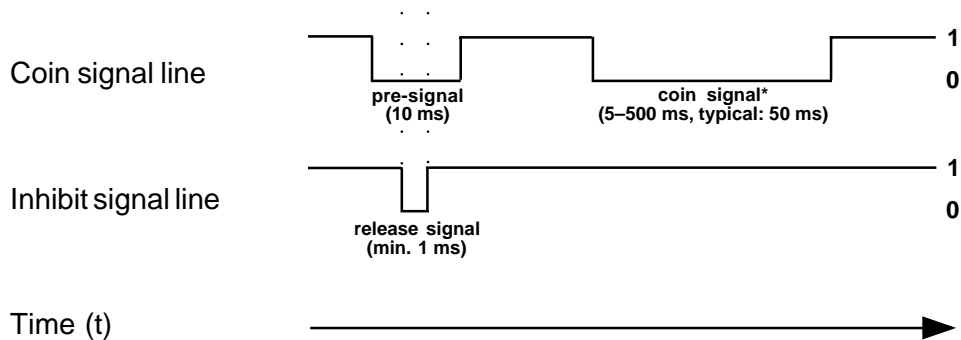 1
Coin signal line
0
pre-signal
(10 ms)
coin signal*
(5–500 ms, typical: 50 ms)
1
Inhibit signal line
0
release signal
(min. 1 ms)
Time (t)